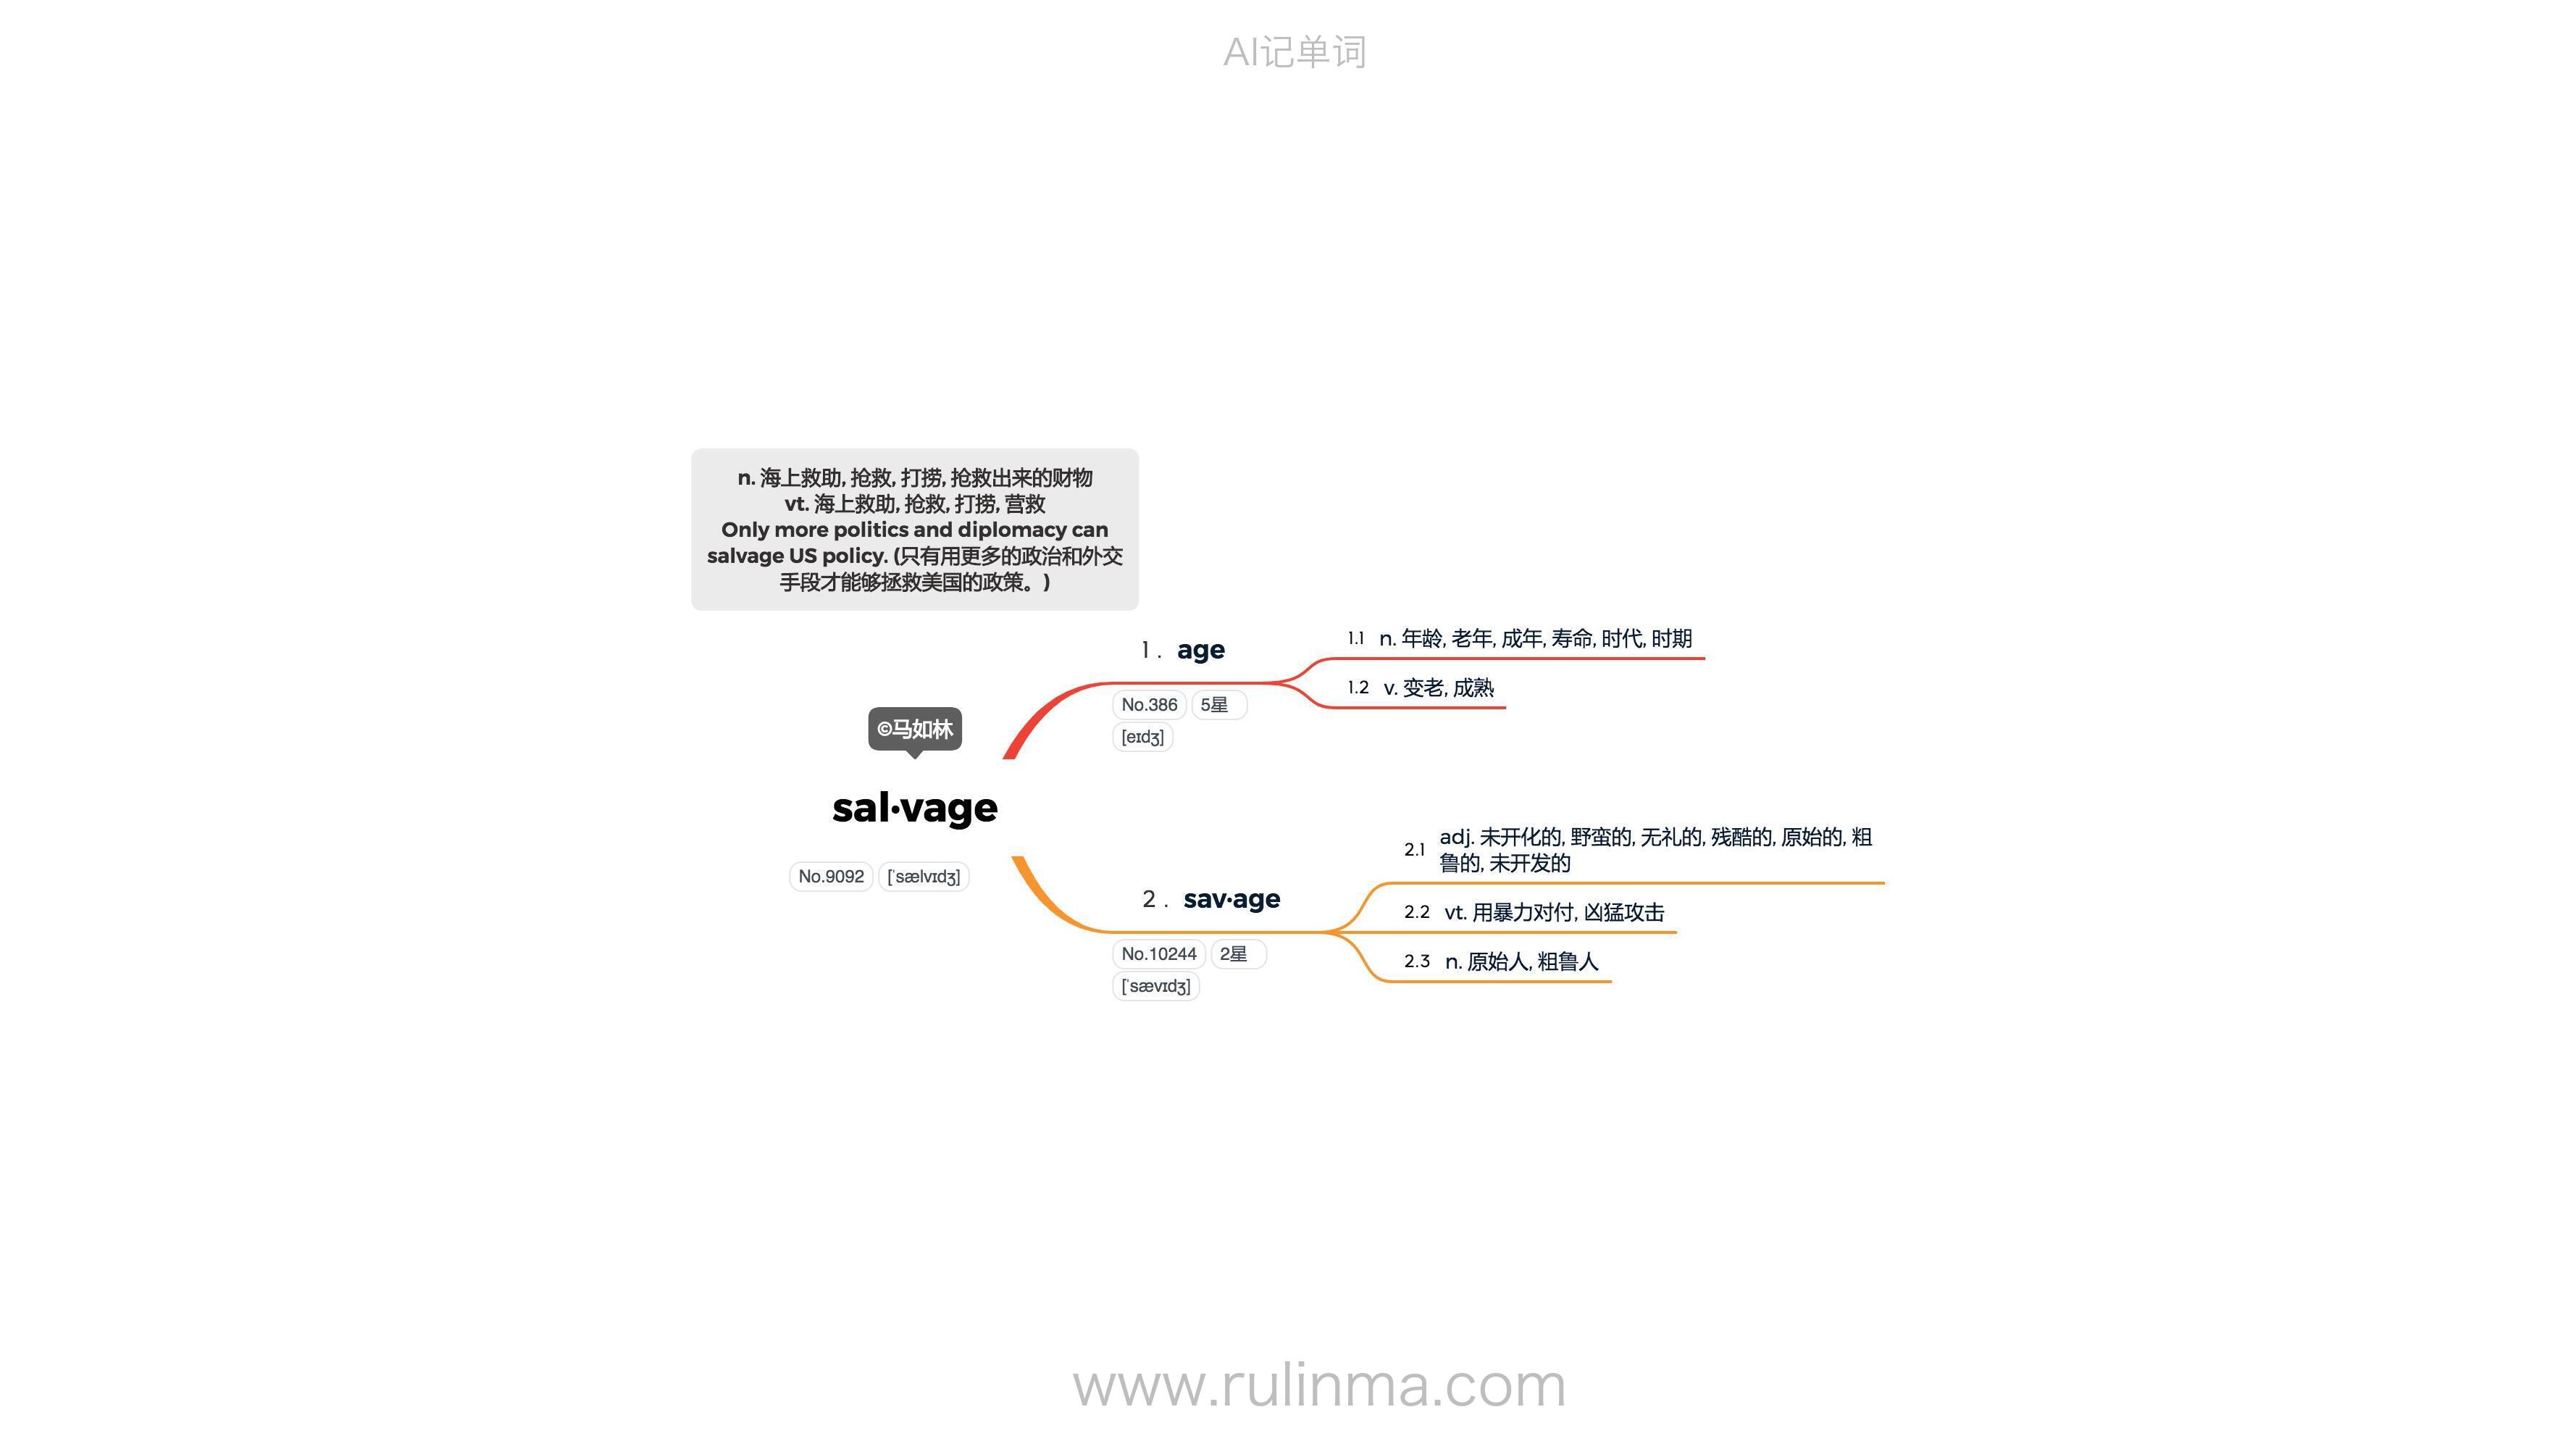 AI记单词
n. 海上救助, 抢救, 打捞, 抢救出来的财物
vt. 海上救助, 抢救, 打捞, 营救
Only more politics and diplomacy can
salvage US policy. (只有用更多的政治和外交
手段才能够拯救美国的政策。)
©马如林
sal·vage
No.9092 [ˈsælvɪdʒ]
1 . age
No.386 5星
[eɪdʒ]
1.1 n. 年龄, 老年, 成年, 寿命, 时代, 时期
1.2 v. 变老, 成熟
2 . sav·age
No.10244 2星
[ˈsævɪdʒ]
2.1 adj. 未开化的, 野蛮的, 无礼的, 残酷的, 原始的, 粗
鲁的, 未开发的
2.2 vt. 用暴力对付, 凶猛攻击
2.3 n. 原始人, 粗鲁人
www.rulinma.com